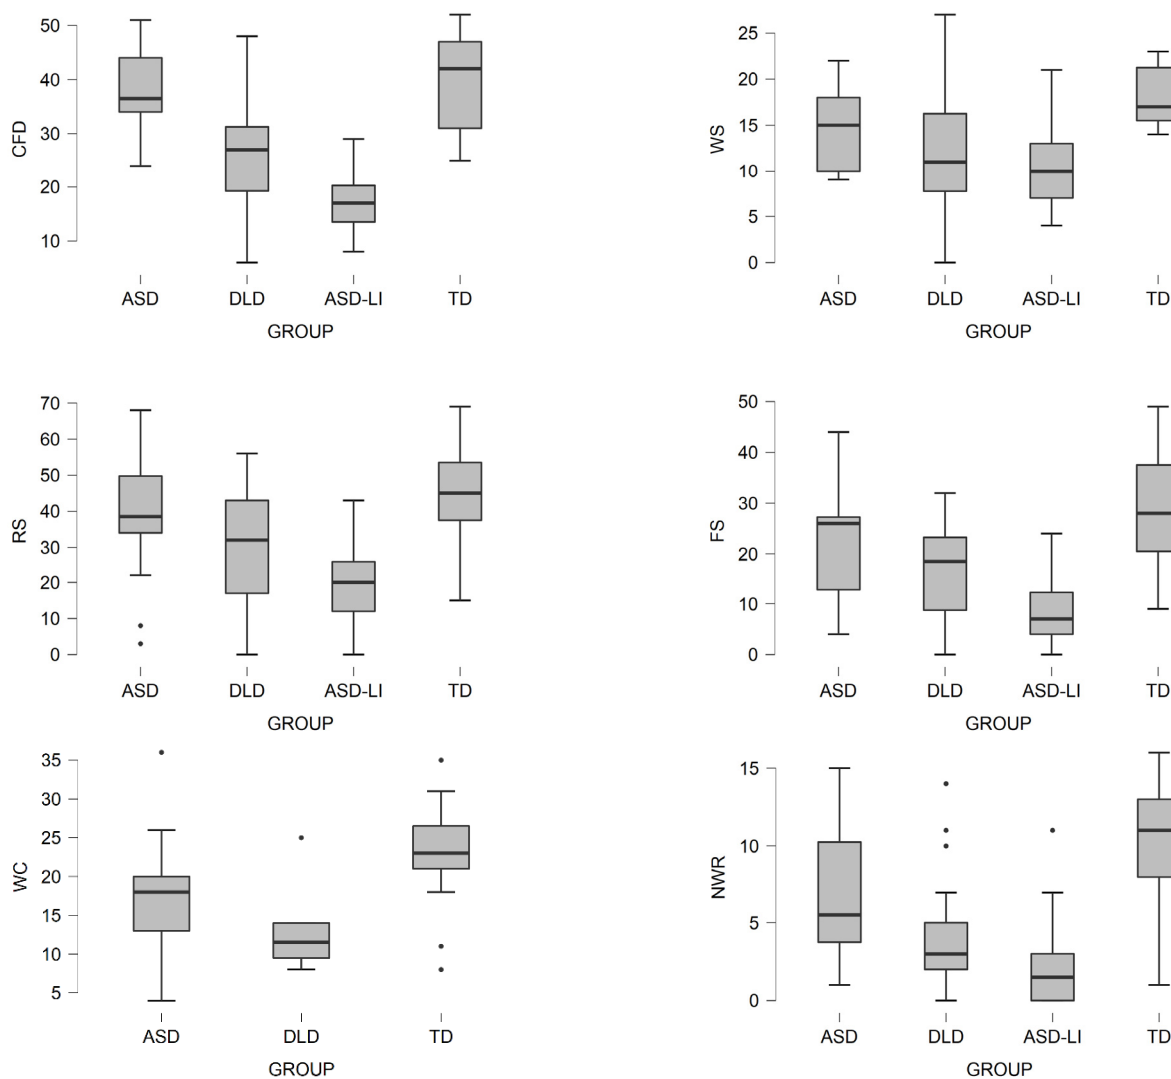 CFD
50
40
30
20
10
ASD
DLD
ASD-LI
TD
GROUP
WS
25
20
15
10
5
0
ASD
DLD
ASD-LI
TD
GROUP
RS
70
60
50
40
30
20
10
0
ASD
DLD
ASD-LI
TD
GROUP
FS
50
40
30
20
10
0
ASD
DLD
ASD-LI
TD
GROUP
WC
35
30
25
20
15
10
5
ASD
DLD
TD
GROUP
NWR
15
10
5
0
ASD
DLD
ASD-LI
TD
GROUP